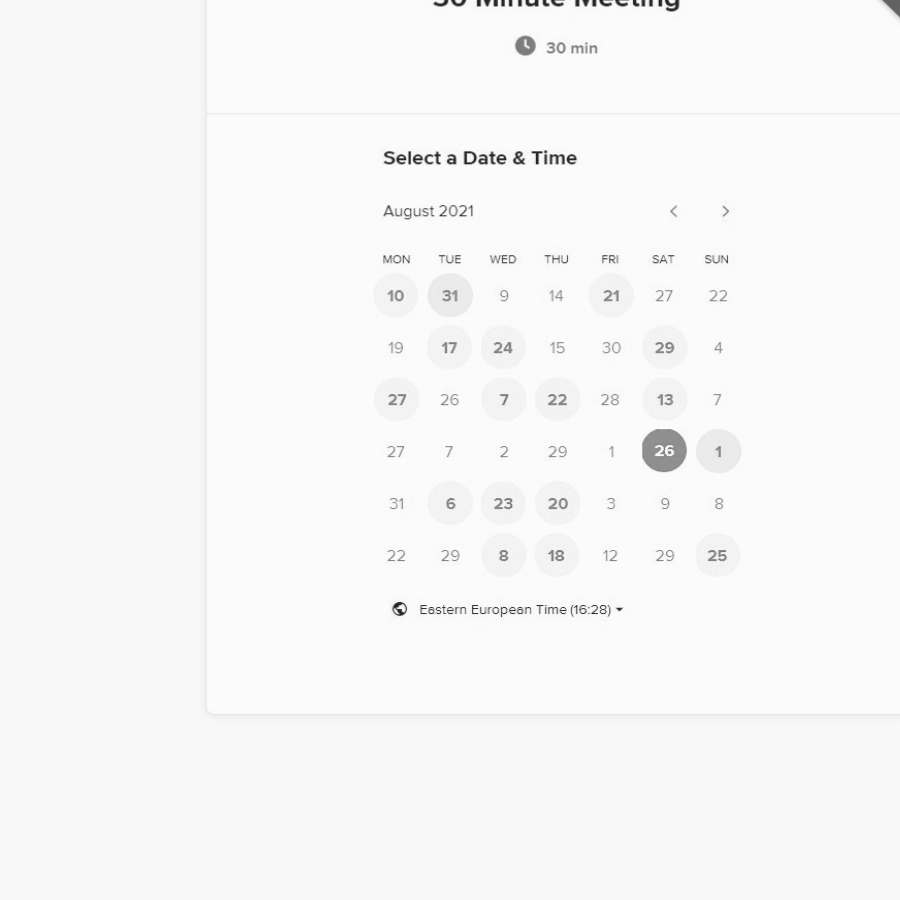 30 Minute Meeting
30 min
Select a Date & Time
August 2021
MON TUE WED THU FRI SAT SUN
10 31 9 14 21 27 22
19 17 24 15 30 29 4
27 26 7 22 28 13 7
27 7 2 29 1 26 1
31 6 23 20 3 9 8
22 29 8 18 12 29 25
Eastern European Time (16:28)